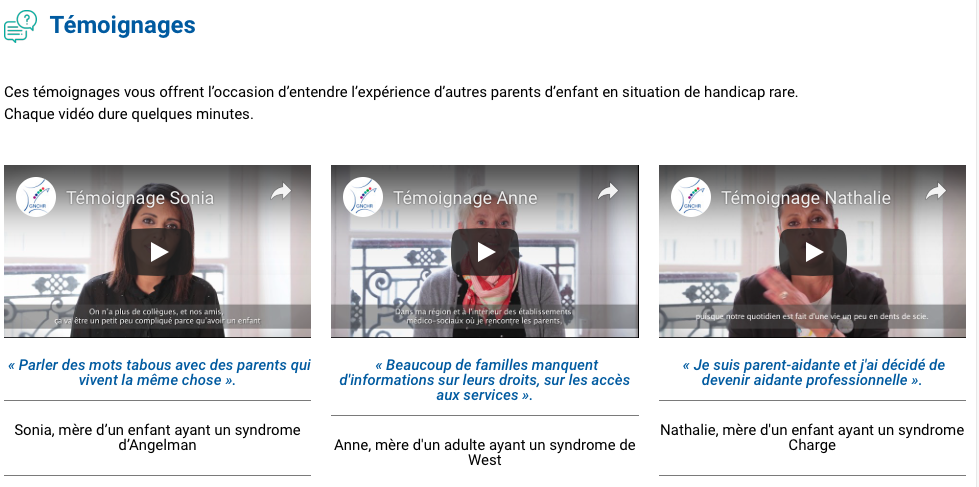 Témoignages
Ces témoignages vous offrent l’occasion d’entendre l’expérience d’autres parents d’enfant en situation de handicap rare.
Chaque vidéo dure quelques minutes.
GNCHR
Témoignage Sonia
On n'a plus de collègues, et nos amis,
ça va être un petit peu compliqué parce qu'avoir un enfant
« Parler des mots tabous avec des parents qui
vivent la même chose ».
Sonia, mère d’un enfant ayant un syndrome
d’Angelman
GNCHR
Témoignage Anne
Dans ma région et à l'intérieur des établissements
médico-sociaux où je rencontre les parents,
« Beaucoup de familles manquent
d'informations sur leurs droits, sur les accès
aux services ».
Anne, mère d'un adulte ayant un syndrome de
West
GNCHR
Témoignage Nathalie
puisque notre quotidien est fait d'une vie un peu en dents de scie.
« Je suis parent-aidante et j'ai décidé de
devenir aidante professionnelle ».
Nathalie, mère d'un enfant ayant un syndrome
Charge